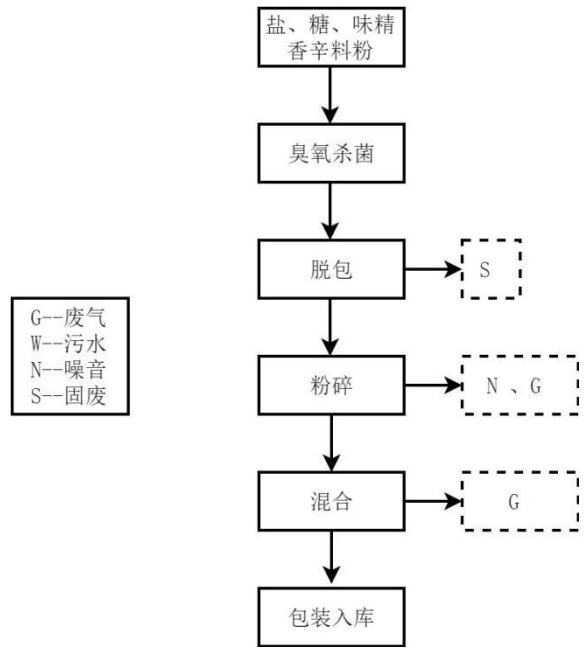 盐、糖、味精
香辛料粉
臭氧杀菌
脱包
S
G--废气
W--污水
N--噪音
S--固废
粉碎
N 、G
混合
G
包装入库